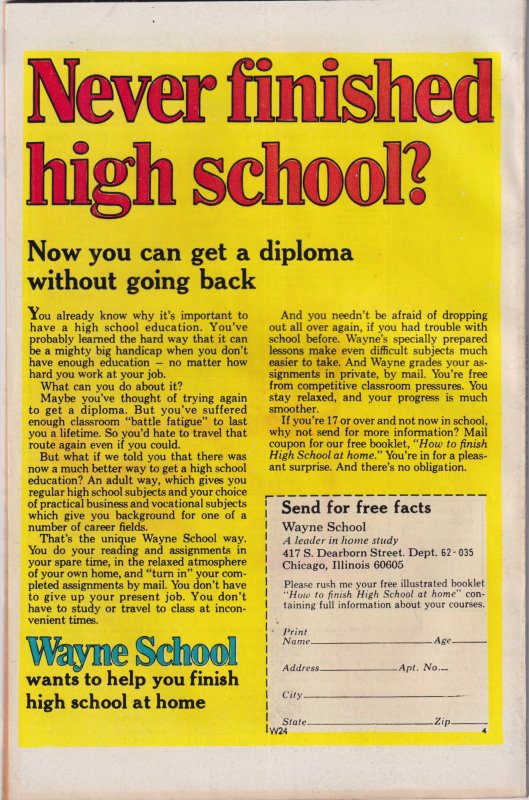 Never finished
high school?
Now you can get a diploma
without going back
You already know why it's important to
have a high school education. You've
probably learned the hard way that it can
be a mighty big handicap when you don't
have enough education — no matter how
hard you work at your job.
What can you do about it?
Maybe you've thought of trying again
to get a diploma. But you've suffered
enough classroom "battle fatigue" to last
you a lifetime. So you'd hate to travel that
route again even if you could.
But what if we told you that there was
now a much better way to get a high school
education? An adult way, which gives you
regular high school subjects and your choice
of practical business and vocational subjects
which give you background for one of a
number of career fields.
That's the unique Wayne School way.
You do your reading and assignments in
your spare time, in the relaxed atmosphere
of your own home, and "turn in" your com-
pleted assignments by mail. You don't have
to give up your present job. You don't
have to study or travel to class at incon-
venient times.
Wayne School
wants to help you finish
high school at home
And you needn't be afraid of dropping
out all over again, if you had trouble with
school before. Wayne's specially prepared
lessons make even difficult subjects much
easier to take. And Wayne grades your as-
signments in private, by mail. You're free
from competitive classroom pressures. You
stay relaxed, and your progress is much
smoother.
If you're 17 or over and not now in school,
why not send for more information? Mail
coupon for our free booklet, "How to finish
High School at home." You're in for a pleas-
ant surprise. And there's no obligation.
Send for free facts
Wayne School
A leader in home study
417 S. Dearborn Street. Dept. 62-035
Chicago, Illinois 60605
Please rush me your free illustrated booklet
"How to finish High School at home" con-
taining full information about your courses.
Print
Name Age
Address Apt. No.
City
State Zip
W24 4